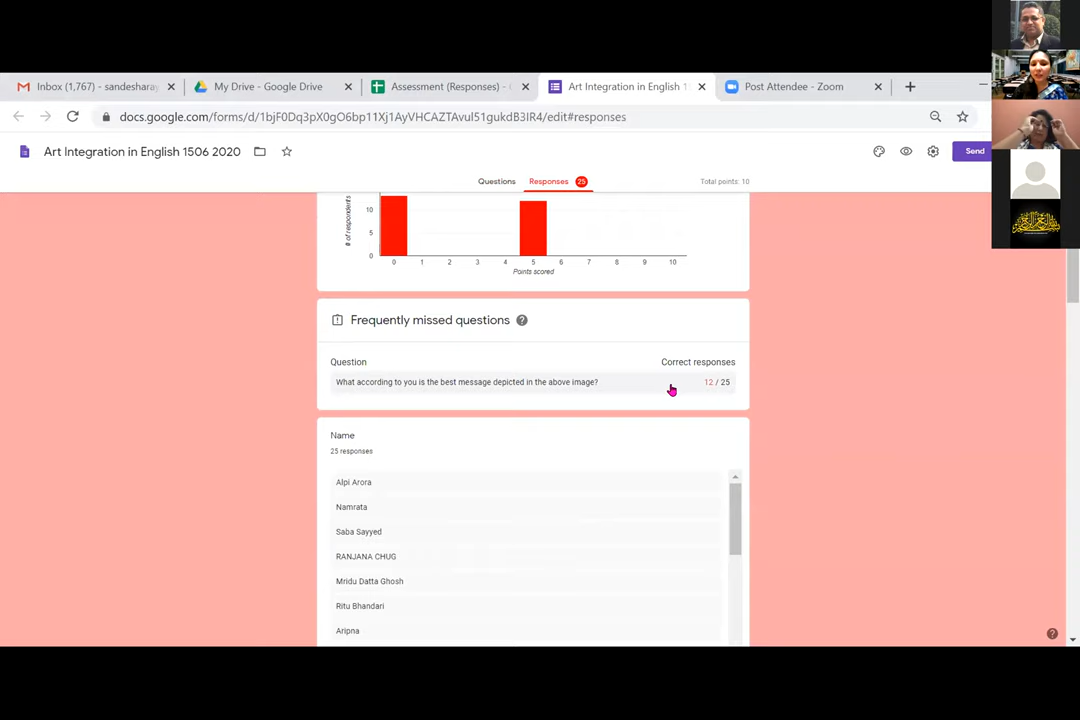 Inbox (1,767) - sandesharay
My Drive - Google Drive
Assessment (Responses) -
Art Integration in English 1
Post Attendee - Zoom
docs.google.com/forms/d/1bjF0Dq3pX0gO6bp11Xj1AyVHCAZTAvuI51gukdB3IR4/edit#responses
Art Integration in English 1506 2020
Send
Questions
Responses 25
Total points: 10
# of respondents
10
5
0
0 1 2 3 4 5 6 7 8 9 10
Points scored
Frequently missed questions
Question
Correct responses
What according to you is the best message depicted in the above image?
12 / 25
Name
25 responses
Alpi Arora
Namrata
Saba Sayyed
RANJANA CHUG
Mridu Datta Ghosh
Ritu Bhandari
Aripna